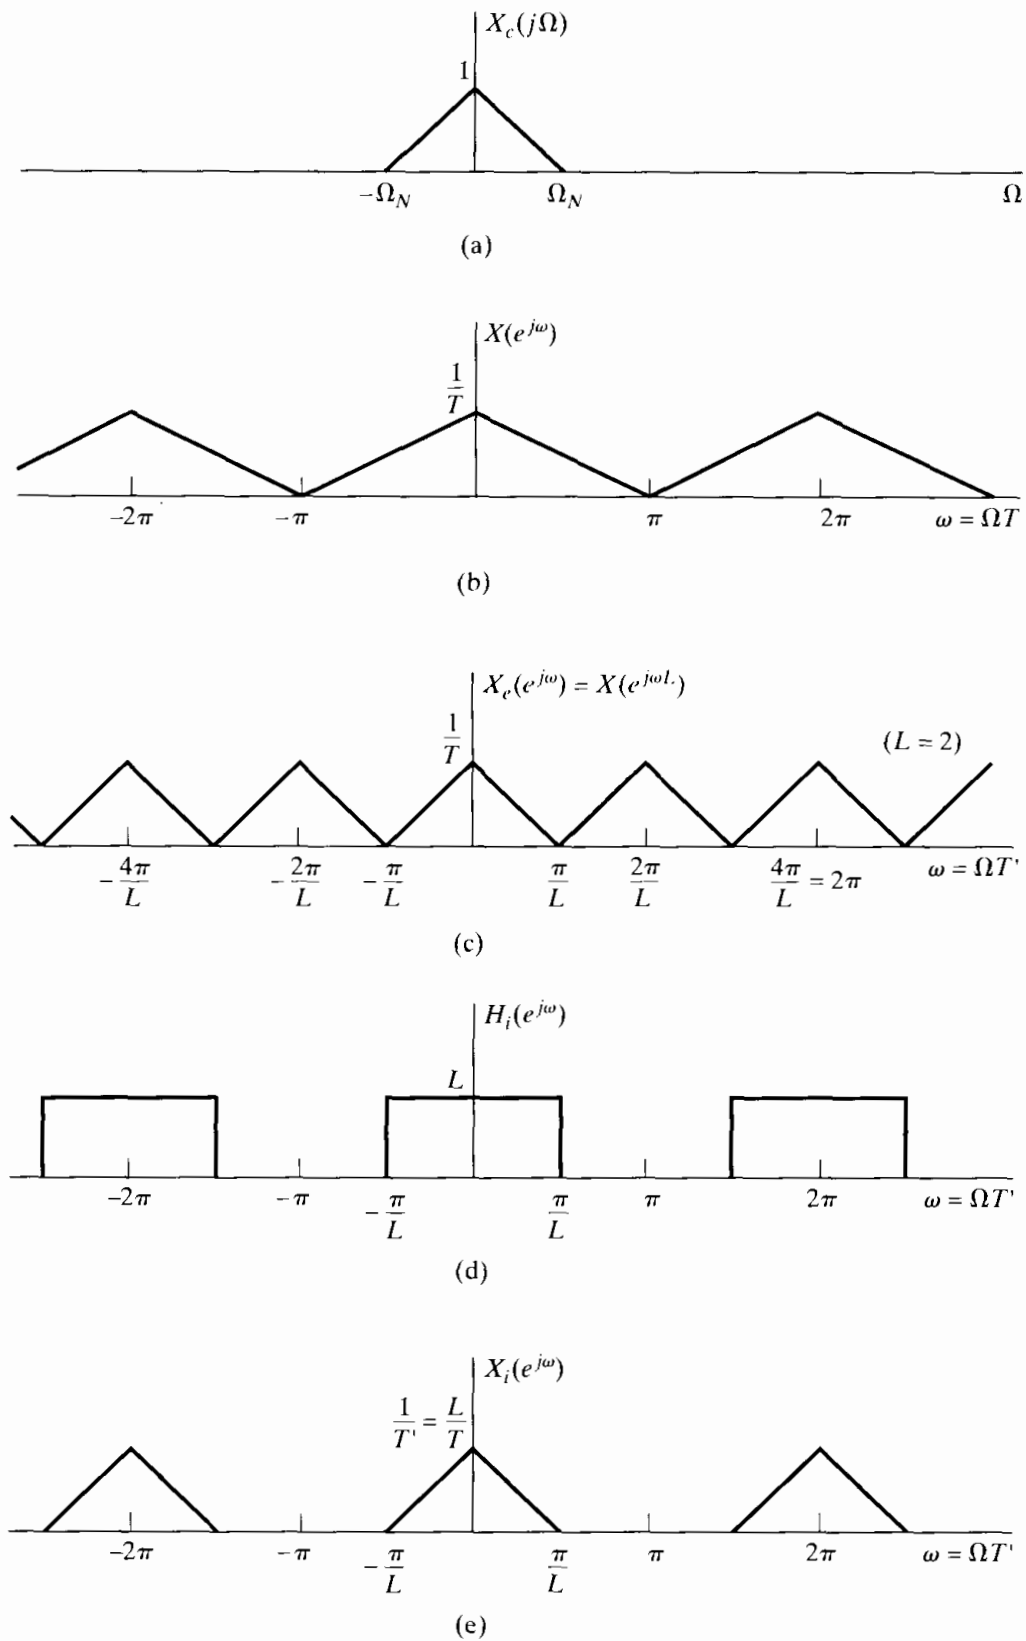 X_c(jΩ)
1
-Ω_N Ω_N Ω
(a)
X(e^{jω})
1/T
-2π -π π 2π ω = ΩT
(b)
X_e(e^{jω}) = X(e^{jωL})
1/T
(L = 2)
-4π/L -2π/L -π/L π/L 2π/L 4π/L = 2π ω = ΩT'
(c)
H_i(e^{jω})
L
-2π -π -π/L π/L π 2π ω = ΩT'
(d)
X_i(e^{jω})
1/T' = L/T
-2π -π -π/L π/L π 2π ω = ΩT'
(e)